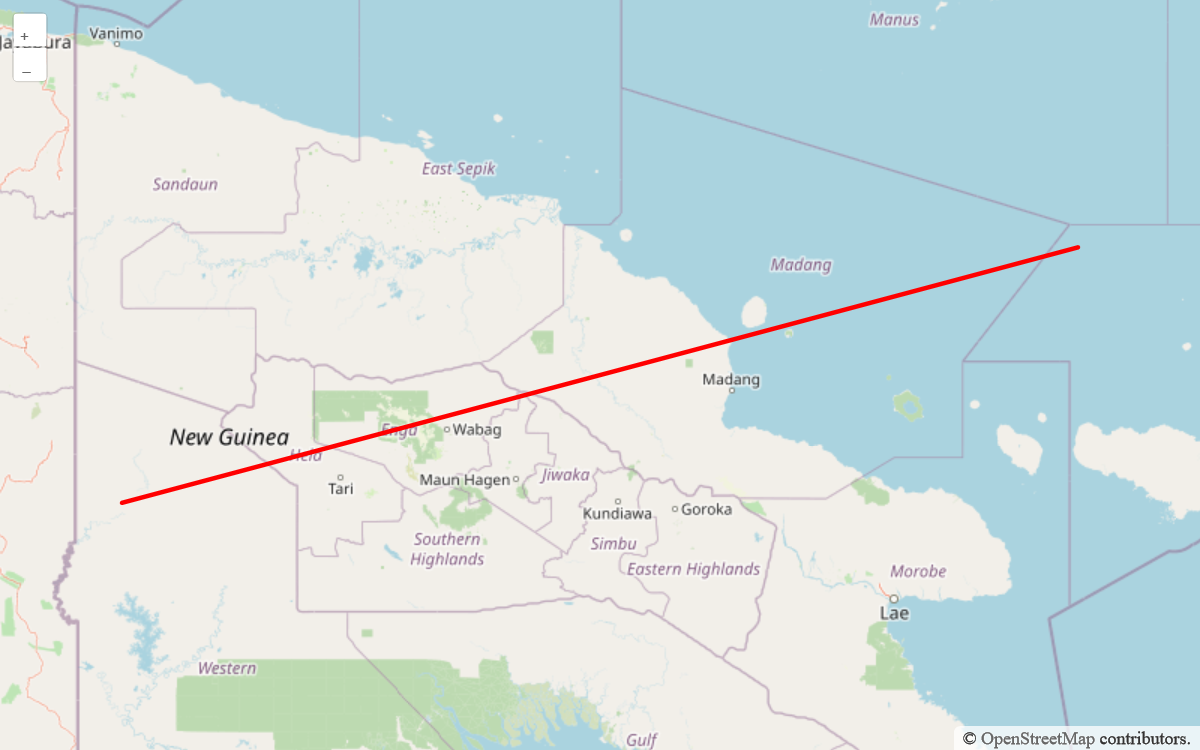 Manus
Vanimo
+
–
East Sepik
Sandaun
Madang
Madang
New Guinea
Enga
Wabag
Hela
Tari
Maun Hagen
Jiwaka
Kundiawa
Goroka
Simbu
Southern
Highlands
Eastern Highlands
Morobe
Lae
Western
Gulf
© OpenStreetMap contributors.